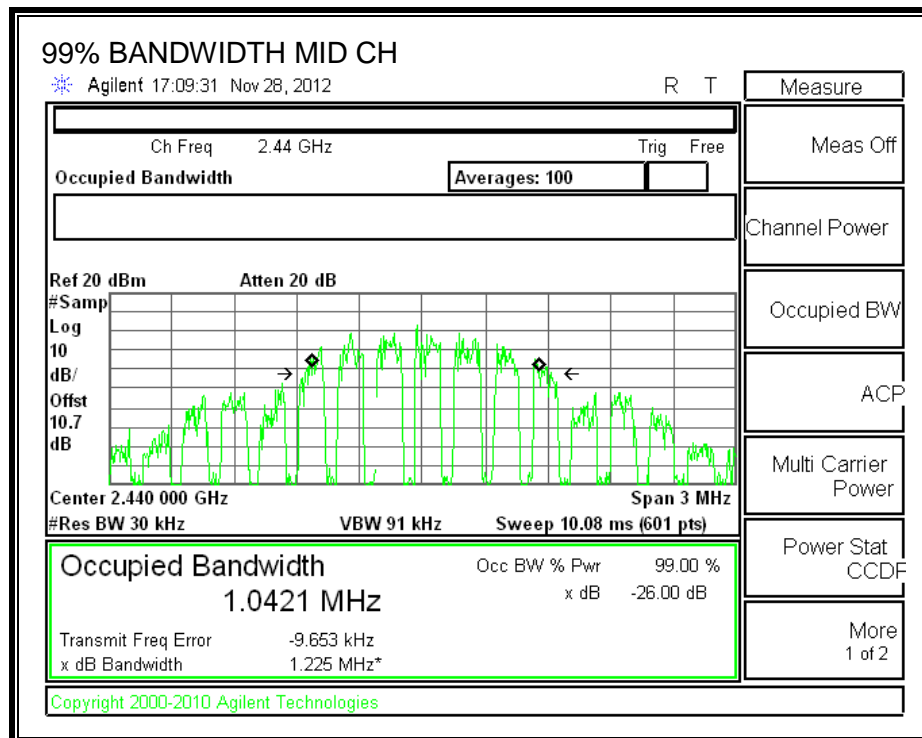 99% BANDWIDTH MID CH
Agilent 17:09:31 Nov 28, 2012 R T
Measure
Ch Freq 2.44 GHz Trig Free
Meas Off
Occupied Bandwidth Averages: 100
Channel Power
Ref 20 dBm Atten 20 dB
#Samp
Log
10
dB/
Offst
10.7
dB
Occupied BW
ACP
Multi Carrier
Power
Center 2.440 000 GHz Span 3 MHz
#Res BW 30 kHz VBW 91 kHz Sweep 10.08 ms (601 pts)
Power Stat
CCDF
Occupied Bandwidth Occ BW % Pwr 99.00 %
1.0421 MHz x dB -26.00 dB
Transmit Freq Error -9.653 kHz
x dB Bandwidth 1.225 MHz*
More
1 of 2
Copyright 2000-2010 Agilent Technologies